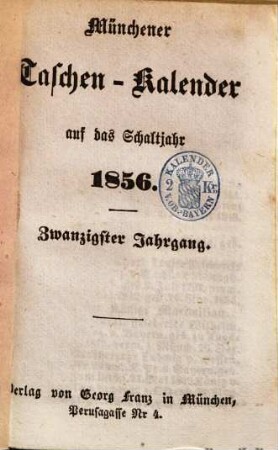 Münchener
Taschen-Kalender
auf das Schaltjahr
1856.
KALENDER
2 Kr.
OB. BAYERN
Zwanzigster Jahrgang.
Verlag von Georg Franz in München,
Perusagasse Nr 4.